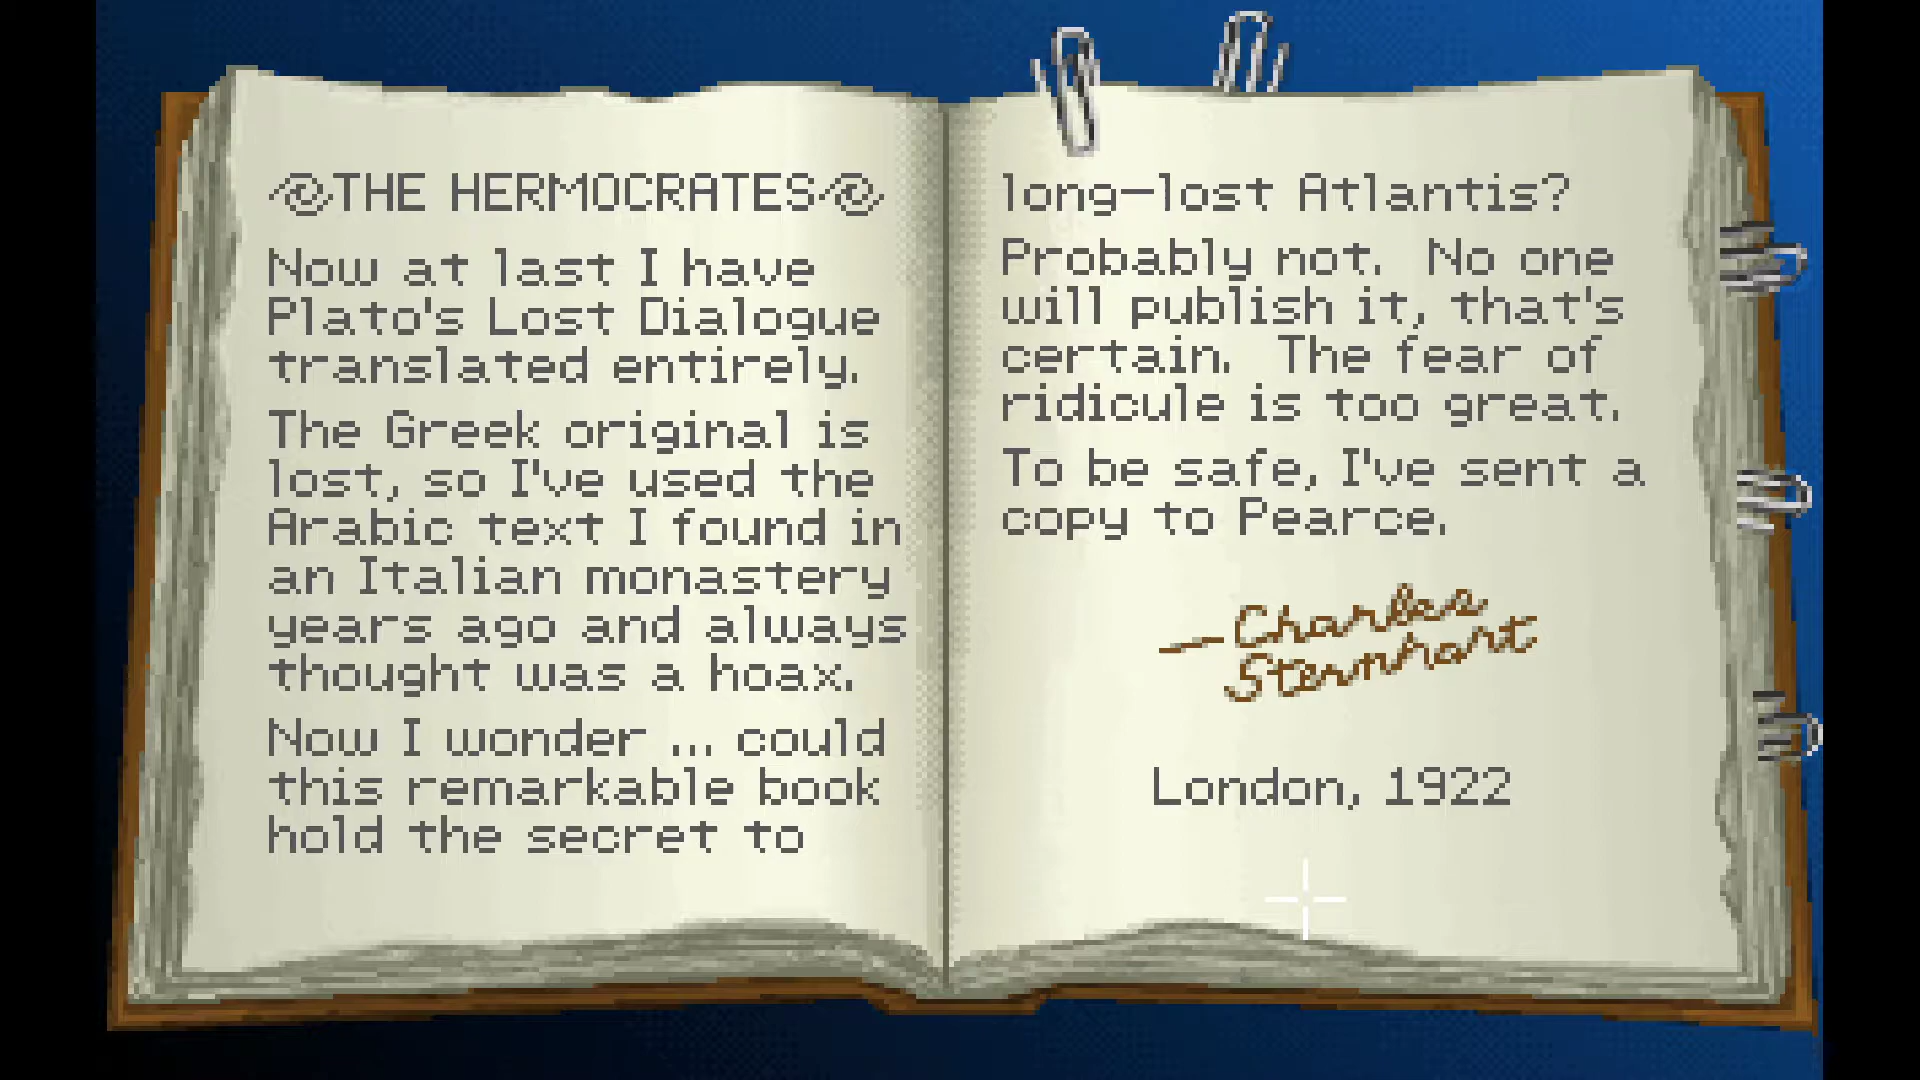 THE HERMOCRATES
Now at last I have
Plato's Lost Dialogue
translated entirely.
The Greek original is
lost, so I've used the
Arabic text I found in
an Italian monastery
years ago and always
thought was a hoax.
Now I wonder ... could
this remarkable book
hold the secret to
long-lost Atlantis?
Probably not.  No one
will publish it, that's
certain.  The fear of
ridicule is too great.
To be safe, I've sent a
copy to Pearce.
—Charles
Sternhart
London, 1922